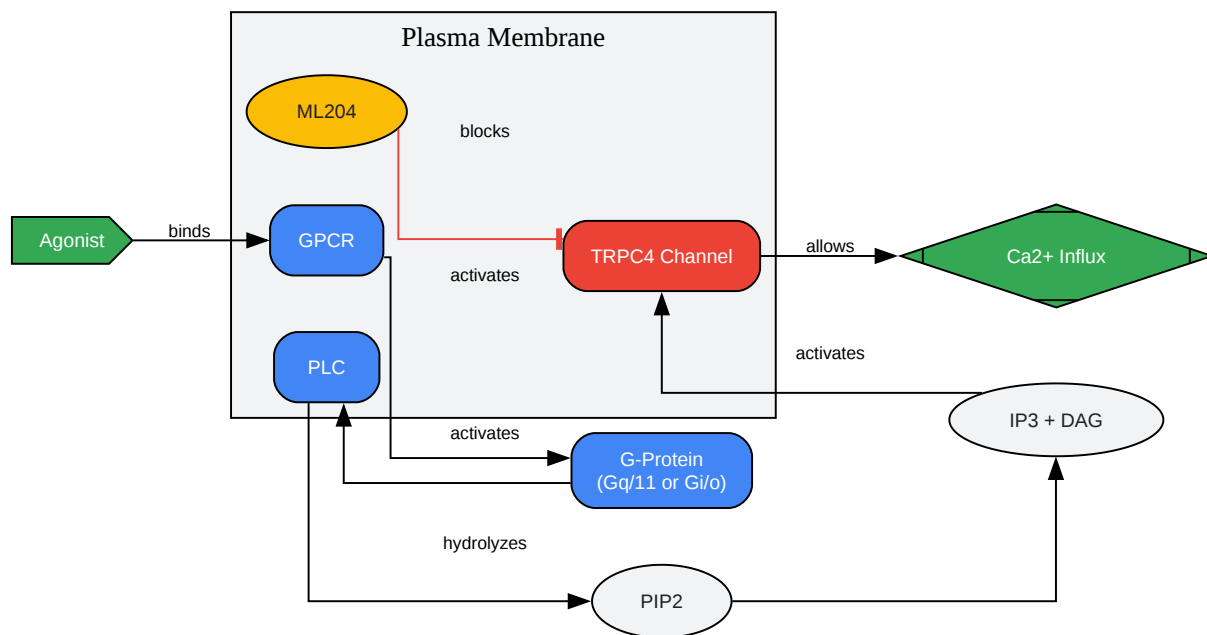 Plasma Membrane
ML204
blocks
Agonist
binds
GPCR
TRPC4 Channel
allows
Ca2+ Influx
activates
PLC
activates
IP3 + DAG
activates
G-Protein
(Gq/11 or Gi/o)
hydrolyzes
PIP2